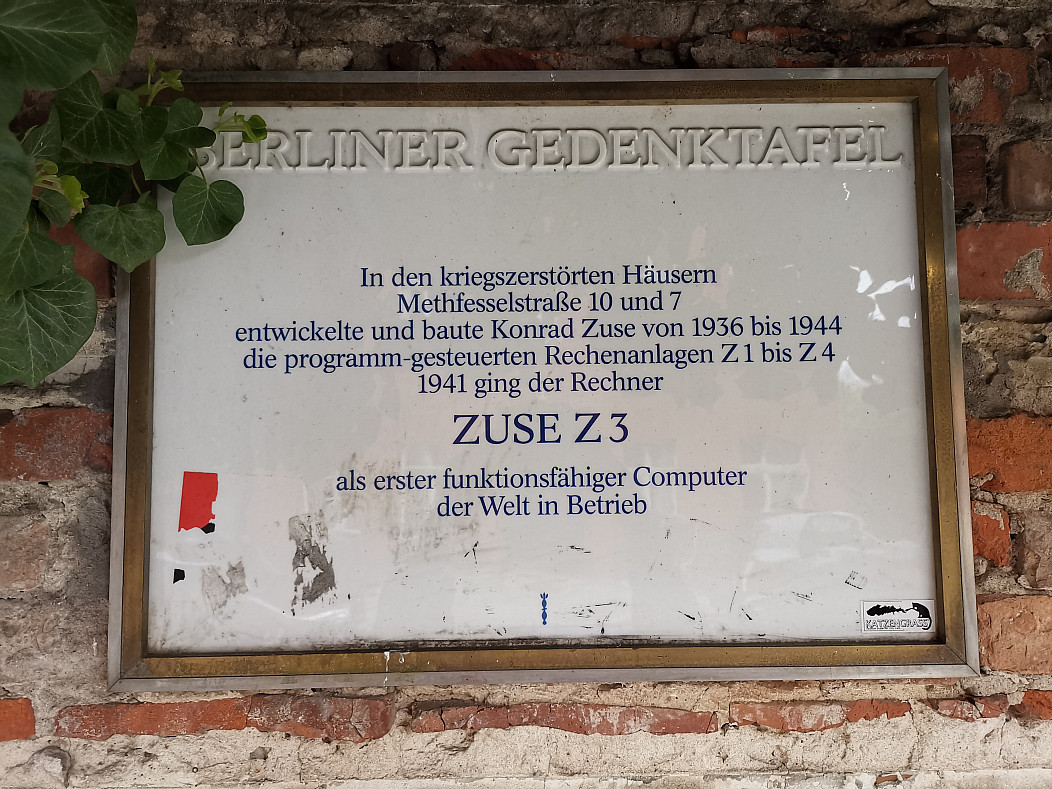 BERLINER GEDENKTAFEL
In den kriegszerstörten Häusern
Methfesselstraße 10 und 7
entwickelte und baute Konrad Zuse von 1936 bis 1944
die programm-gesteuerten Rechenanlagen Z 1 bis Z 4
1941 ging der Rechner
ZUSE Z 3
als erster funktionsfähiger Computer
der Welt in Betrieb
KATZENGRASS